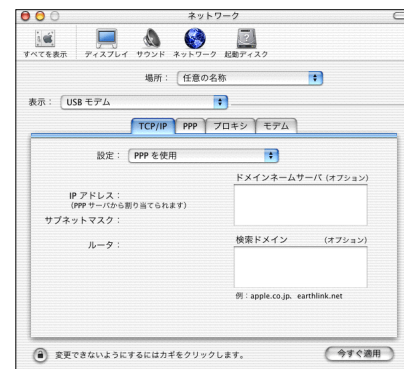 ネットワーク
すべてを表示 ディスプレイ サウンド ネットワーク 起動ディスク
場所： 任意の名称
表示： USB モデム
TCP/IP PPP プロキシ モデム
設定： PPP を使用
ドメインネームサーバ (オプション)
IP アドレス：
(PPP サーバから割り当てられます)
サブネットマスク：
ルータ：
検索ドメイン (オプション)
例：apple.co.jp, earthlink.net
変更できないようにするにはカギをクリックします。
今すぐ適用